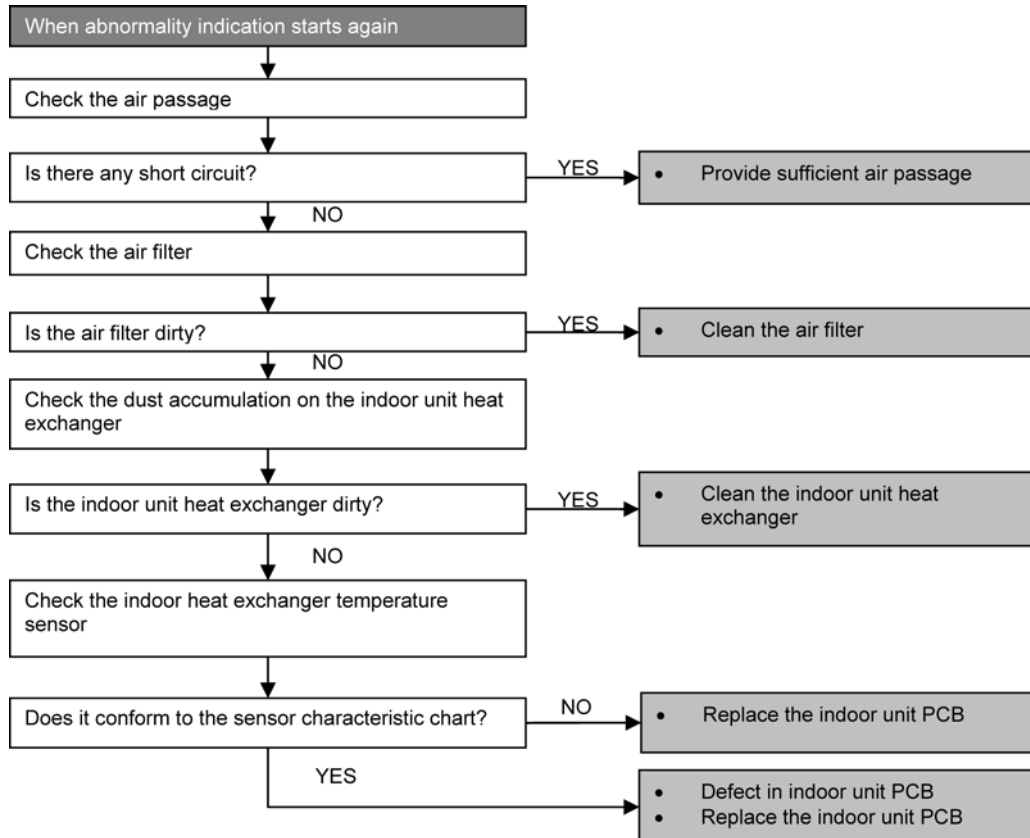 When abnormality indication starts again
Check the air passage
Is there any short circuit?
YES
• Provide sufficient air passage
NO
Check the air filter
Is the air filter dirty?
YES
• Clean the air filter
NO
Check the dust accumulation on the indoor unit heat
exchanger
Is the indoor unit heat exchanger dirty?
YES
• Clean the indoor unit heat
exchanger
NO
Check the indoor heat exchanger temperature
sensor
Does it conform to the sensor characteristic chart?
NO
• Replace the indoor unit PCB
YES
• Defect in indoor unit PCB
• Replace the indoor unit PCB